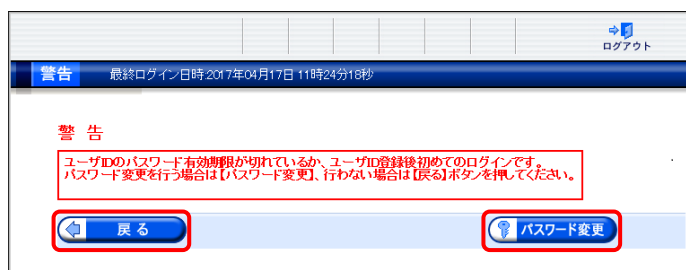 ログアウト
警告 最終ログイン日時:2017年04月17日 11時24分18秒
警 告
ユーザIDのパスワード有効期限が切れているか、ユーザID登録後初めてのログインです。
パスワード変更を行う場合は【パスワード変更】、行わない場合は【戻る】ボタンを押してください。
戻 る パスワード変更